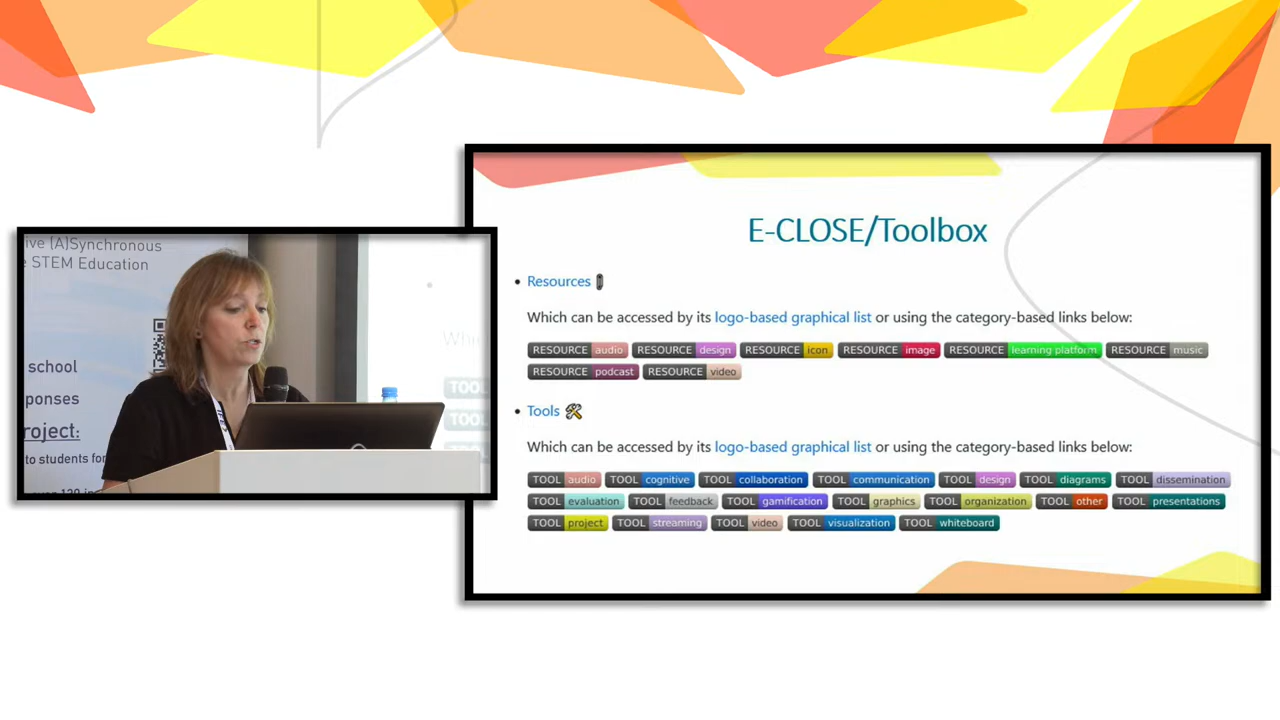 ive (A)Synchronous
STEM Education
school
ponses
roject:
to students for
TOOL
E-CLOSE/Toolbox
• Resources
Which can be accessed by its logo-based graphical list or using the category-based links below:
RESOURCE audio RESOURCE design RESOURCE icon RESOURCE image RESOURCE learning platform RESOURCE music
RESOURCE podcast RESOURCE video
• Tools
Which can be accessed by its logo-based graphical list or using the category-based links below:
TOOL audio TOOL cognitive TOOL collaboration TOOL communication TOOL design TOOL diagrams TOOL dissemination
TOOL evaluation TOOL feedback TOOL gamification TOOL graphics TOOL organization TOOL other TOOL presentations
TOOL project TOOL streaming TOOL video TOOL visualization TOOL whiteboard